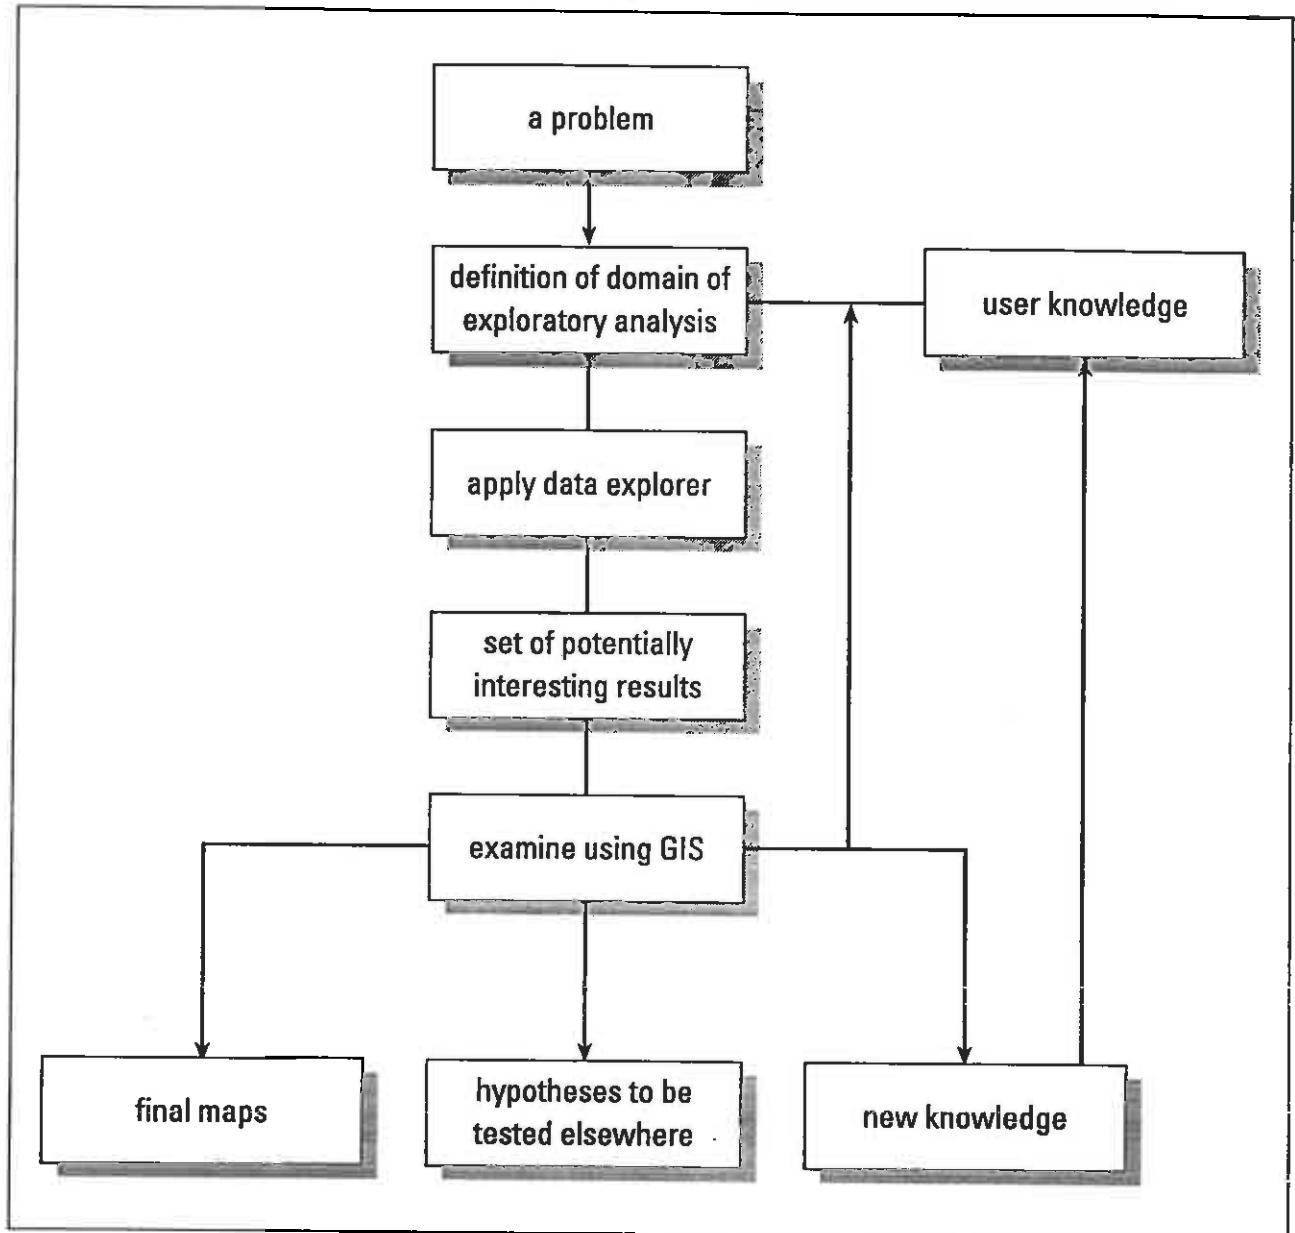 a problem
definition of domain of
exploratory analysis
user knowledge
apply data explorer
set of potentially
interesting results
examine using GIS
final maps
hypotheses to be
tested elsewhere
new knowledge